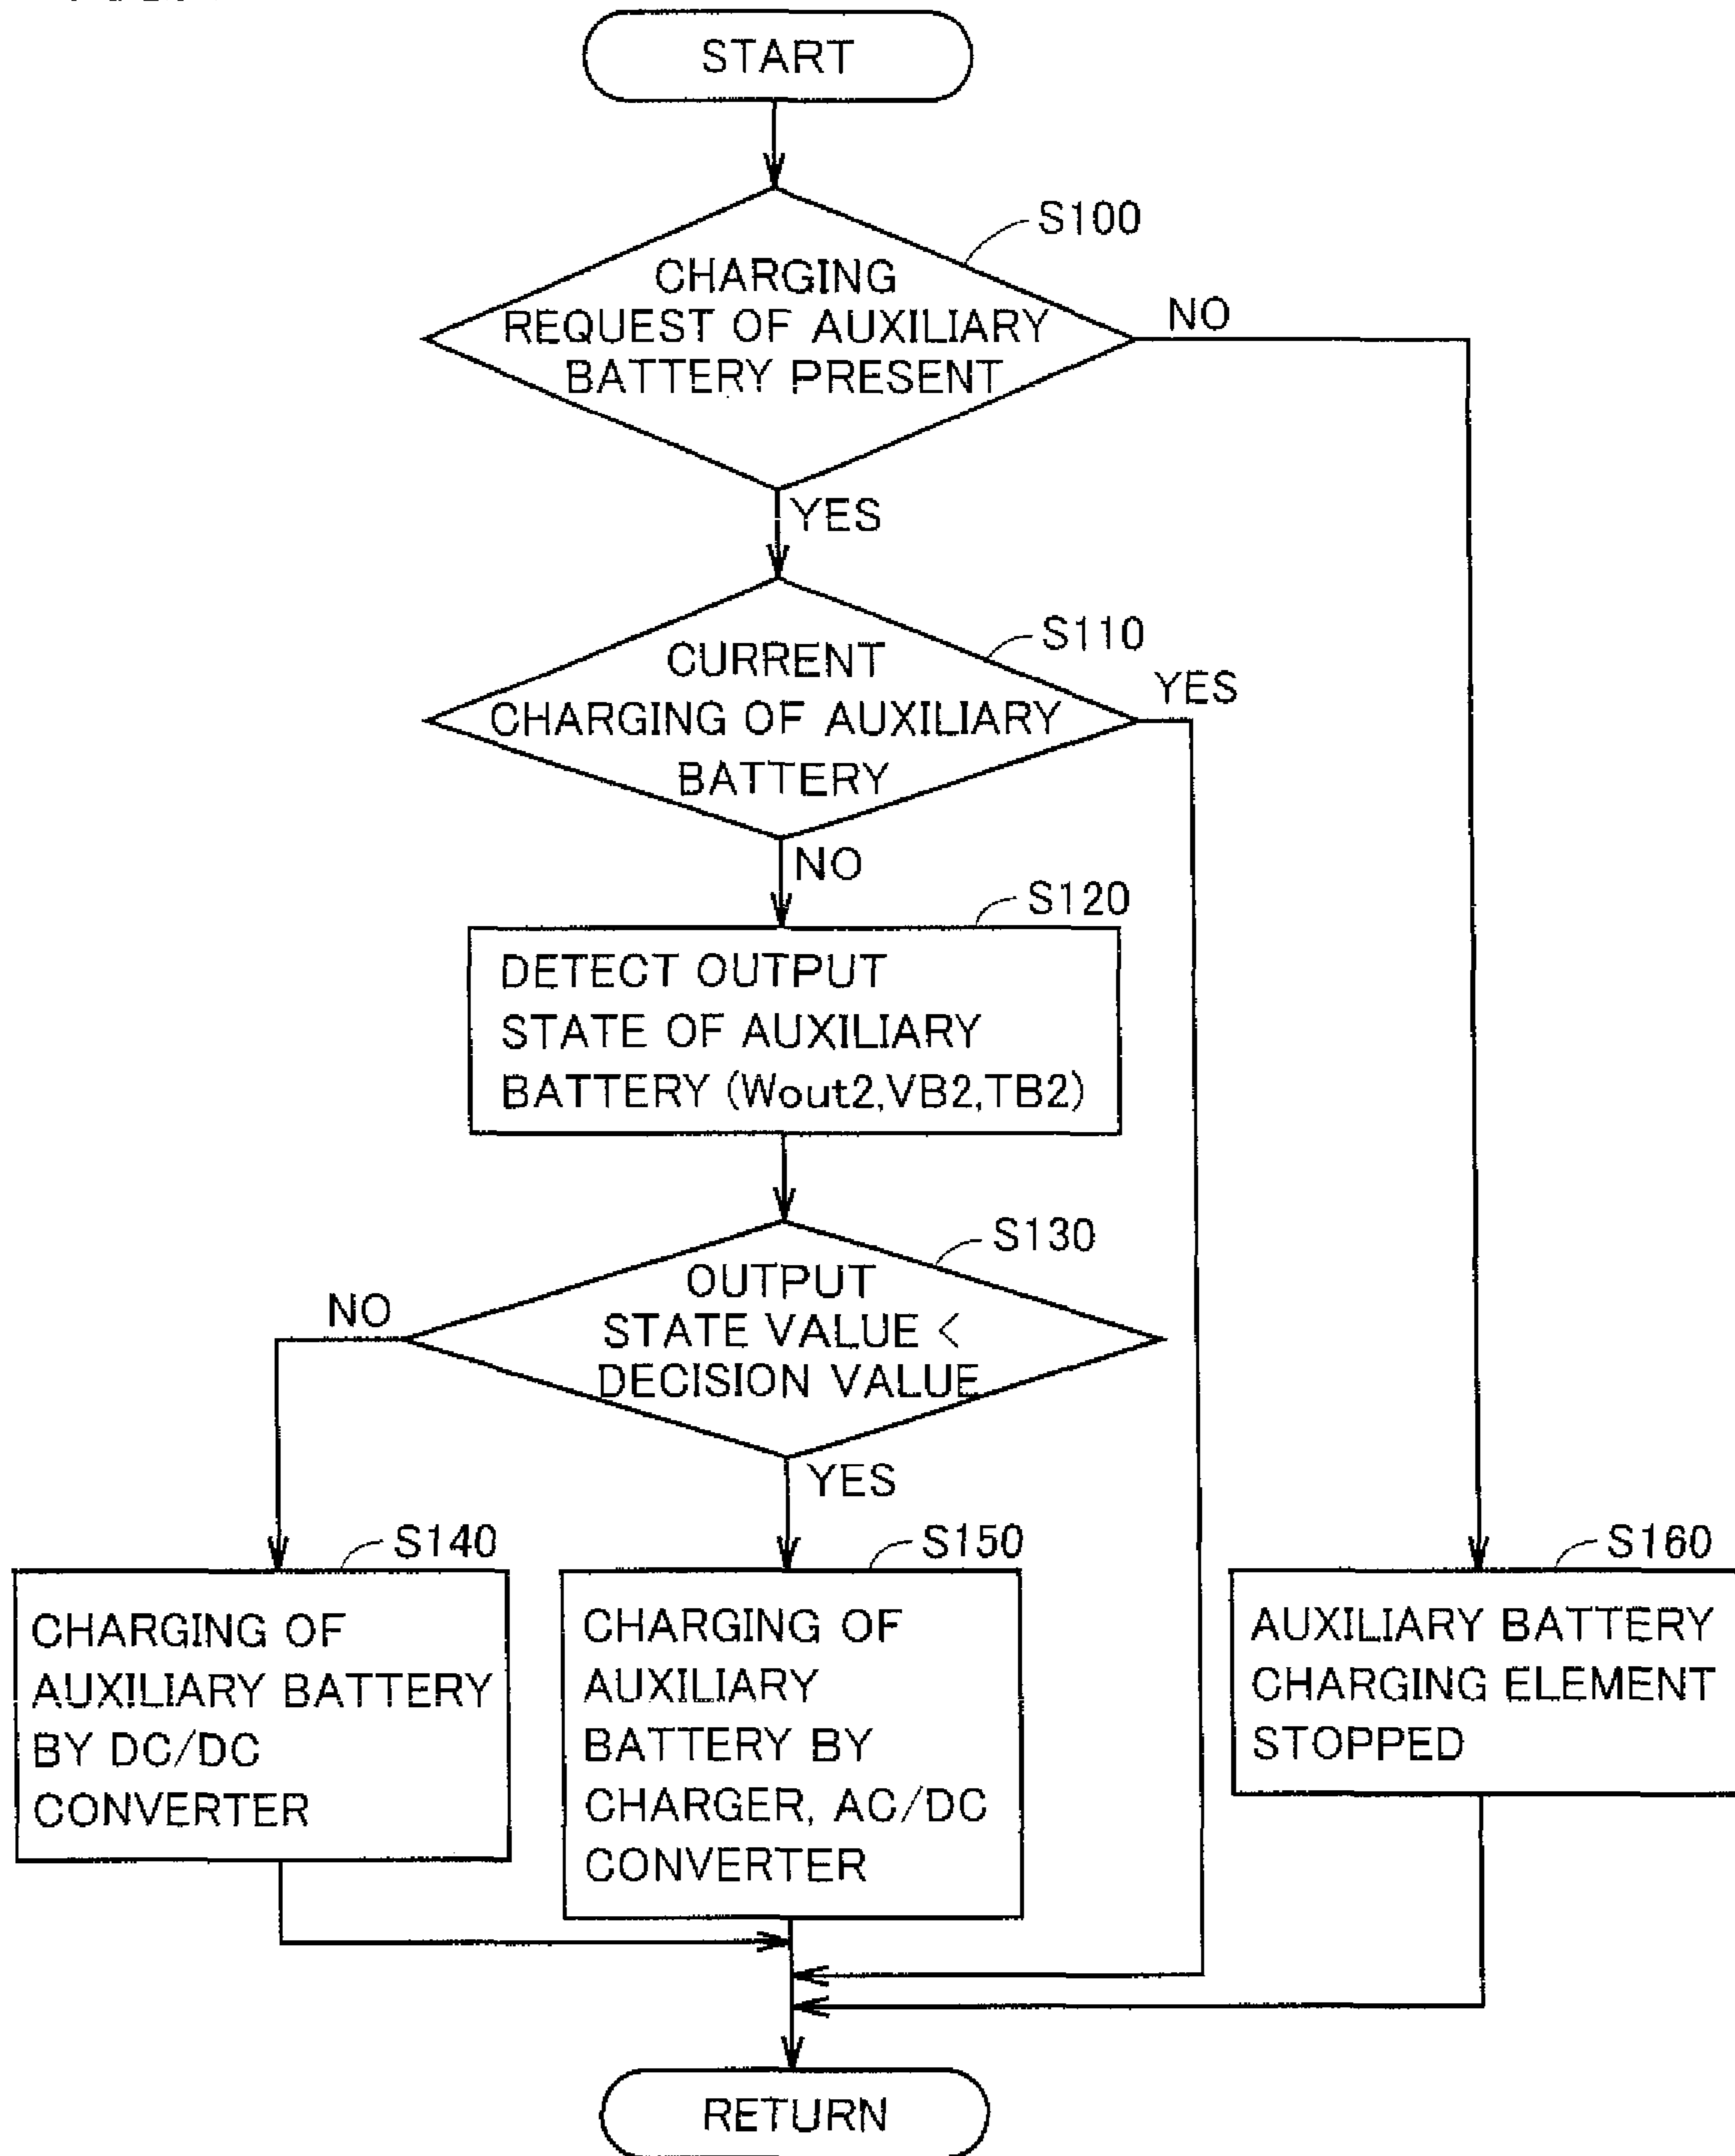 START
S100
CHARGING
REQUEST OF AUXILIARY
BATTERY PRESENT
NO
YES
S110
CURRENT
CHARGING OF AUXILIARY
BATTERY
YES
NO
S120
DETECT OUTPUT
STATE OF AUXILIARY
BATTERY (Wout2,VB2,TB2)
S130
OUTPUT
STATE VALUE <
DECISION VALUE
NO
YES
S140
CHARGING OF
AUXILIARY BATTERY
BY DC/DC
CONVERTER
S150
CHARGING OF
AUXILIARY
BATTERY BY
CHARGER, AC/DC
CONVERTER
S160
AUXILIARY BATTERY
CHARGING ELEMENT
STOPPED
RETURN